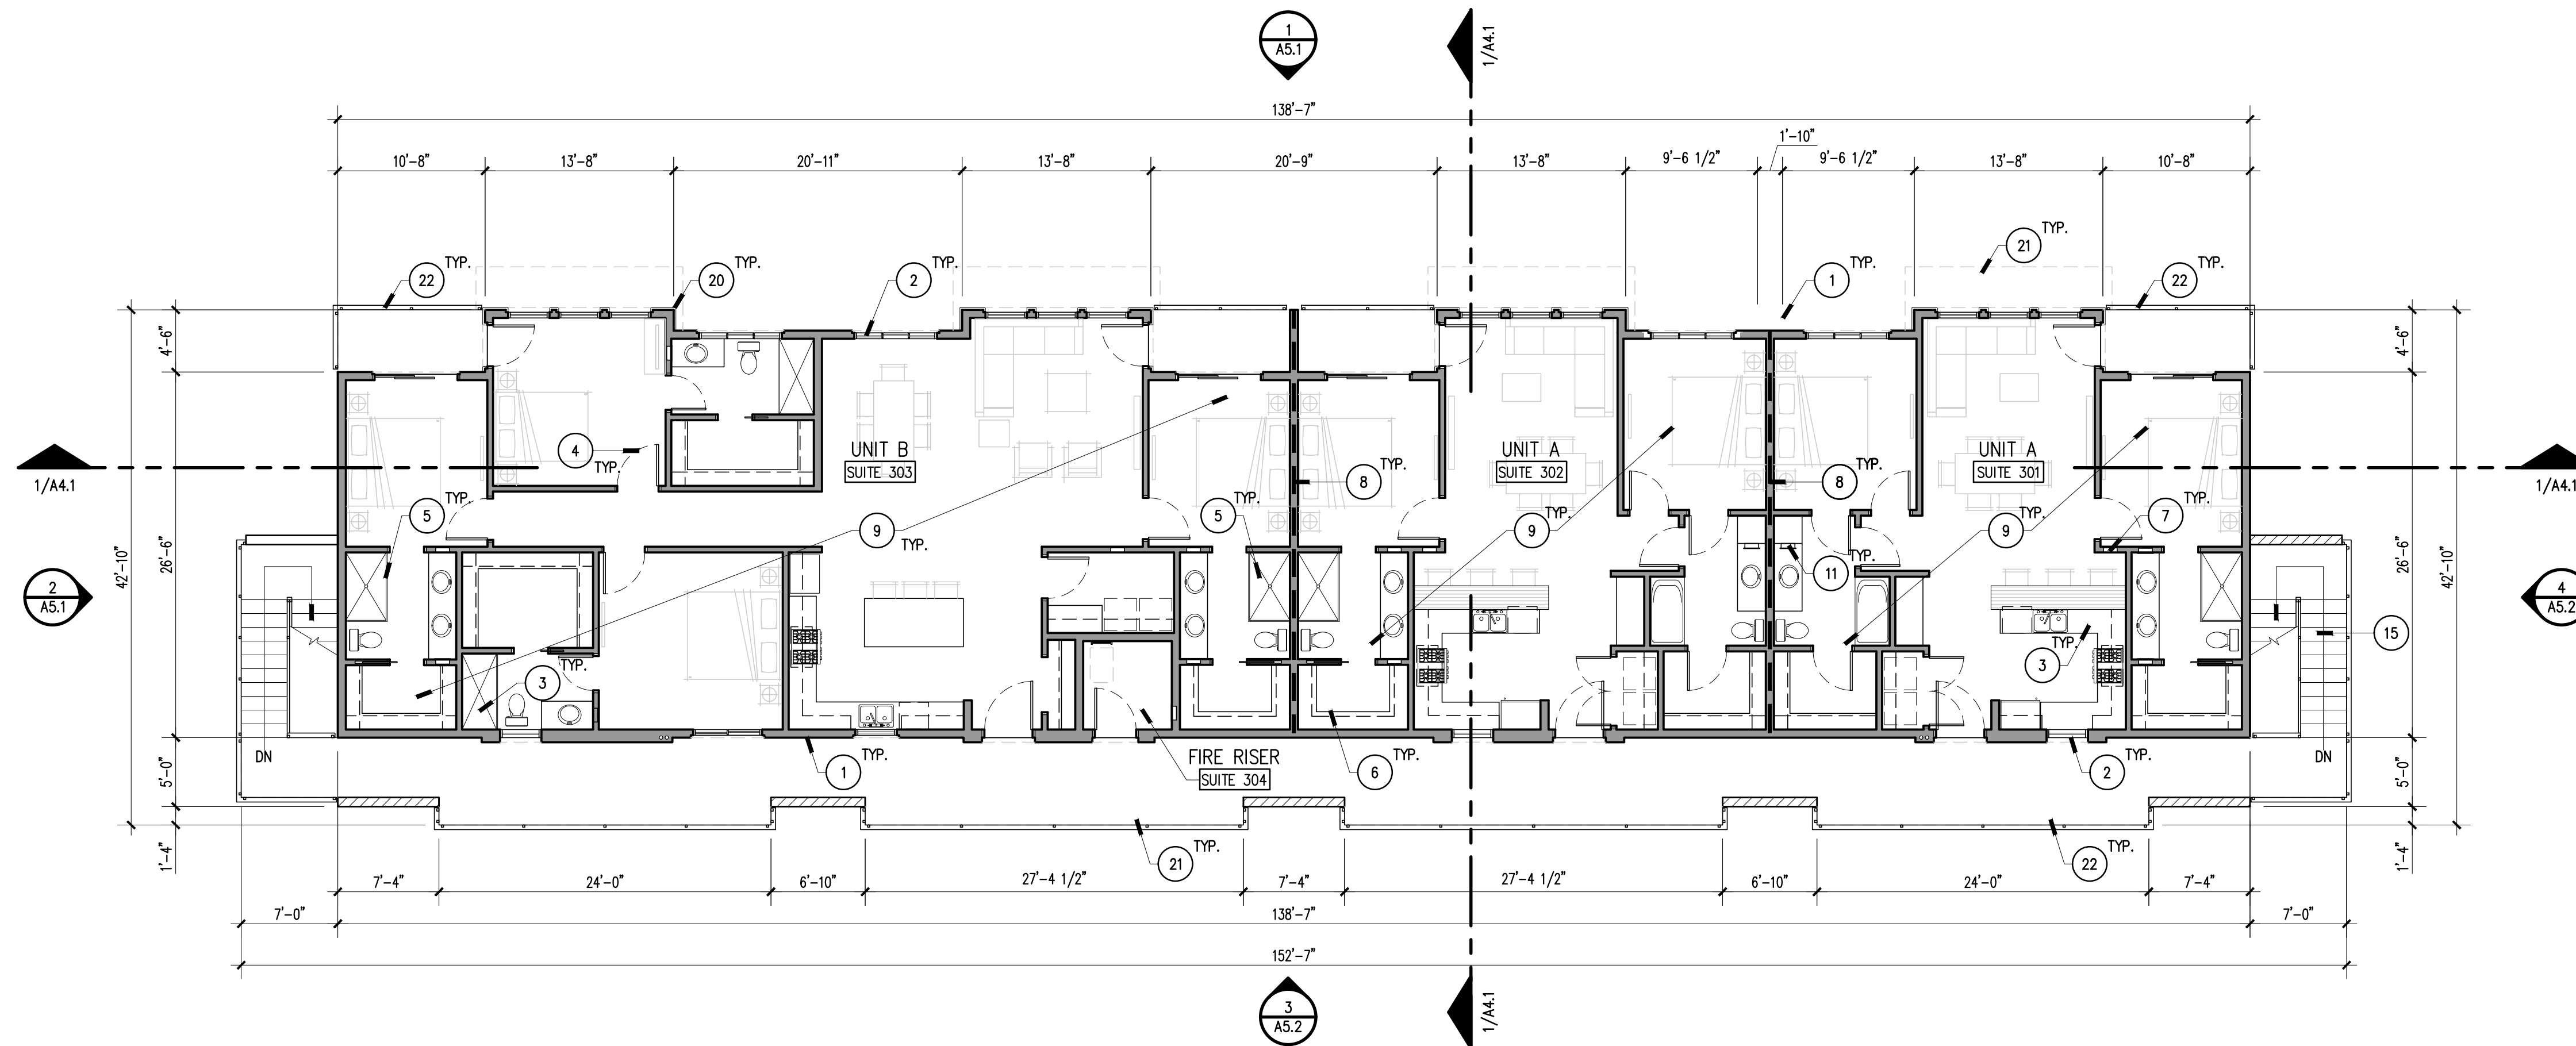 1
A5.1
1/A4.1
138'-7"
1'-10"
10'-8"
13'-8"
20'-11"
13'-8"
20'-9"
13'-8"
9'-6 1/2"
9'-6 1/2"
13'-8"
10'-8"
22 TYP.
20 TYP.
2 TYP.
1 TYP.
21 TYP.
22 TYP.
4'-6"
4'-6"
4 TYP.
UNIT B
SUITE 303
8 TYP.
UNIT A
SUITE 302
8 TYP.
UNIT A
SUITE 301
1/A4.1
1/A4.1
5 TYP.
9 TYP.
5 TYP.
9 TYP.
9 TYP.
7 TYP.
11 TYP.
42'-10"
26'-6"
26'-6"
42'-10"
2
A5.1
4
A5.2
15
3 TYP.
3 TYP.
DN
1 TYP.
FIRE RISER
SUITE 304
6 TYP.
2 TYP.
DN
5'-0"
5'-0"
1'-4"
21 TYP.
22 TYP.
1'-4"
7'-4"
24'-0"
6'-10"
27'-4 1/2"
7'-4"
27'-4 1/2"
6'-10"
24'-0"
7'-4"
7'-0"
138'-7"
7'-0"
152'-7"
3
A5.2
1/A4.1